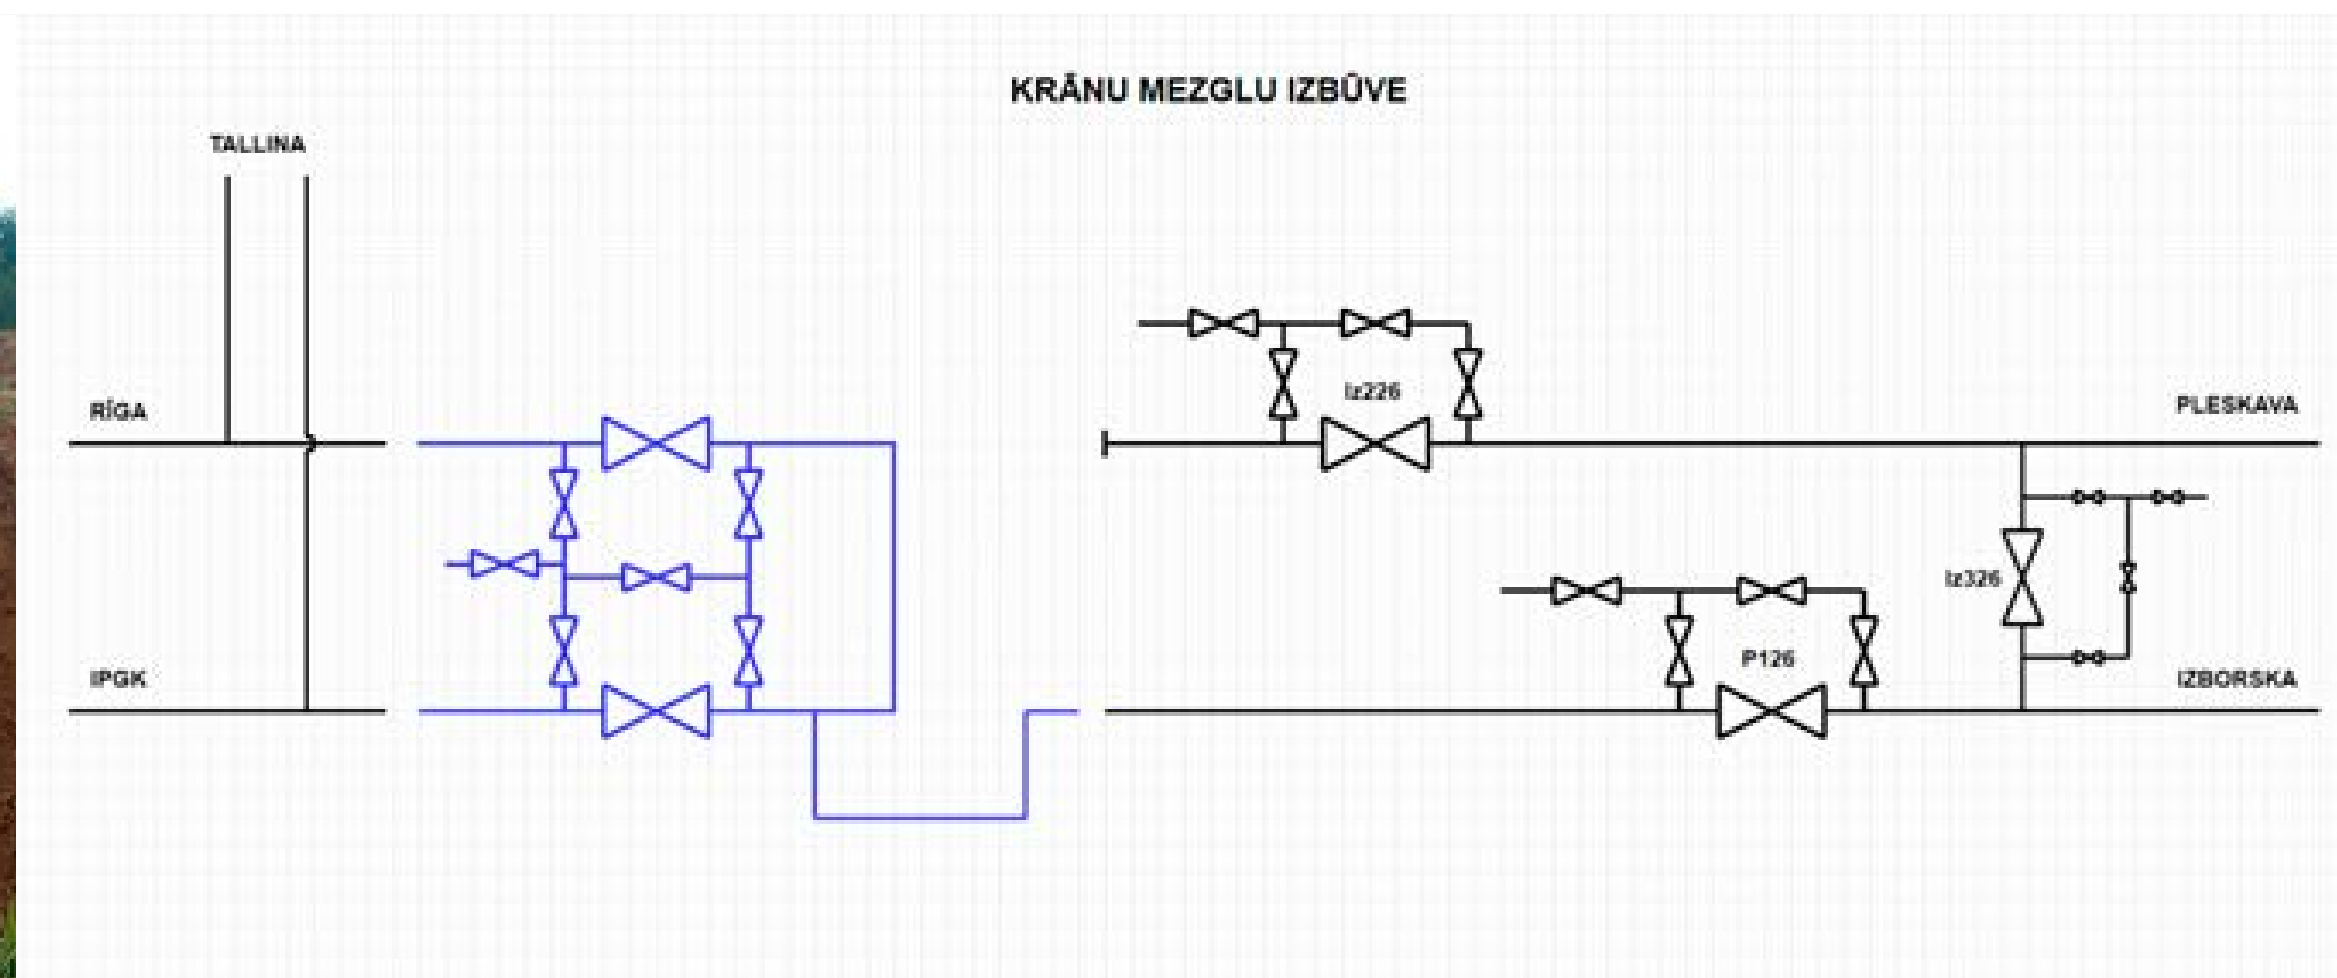 KRĀNU MEZGLU IZBŪVE
TALLINA
RĪGA
IPGK
Iz226
PLESKAVA
Iz326
P126
IZBORSKA